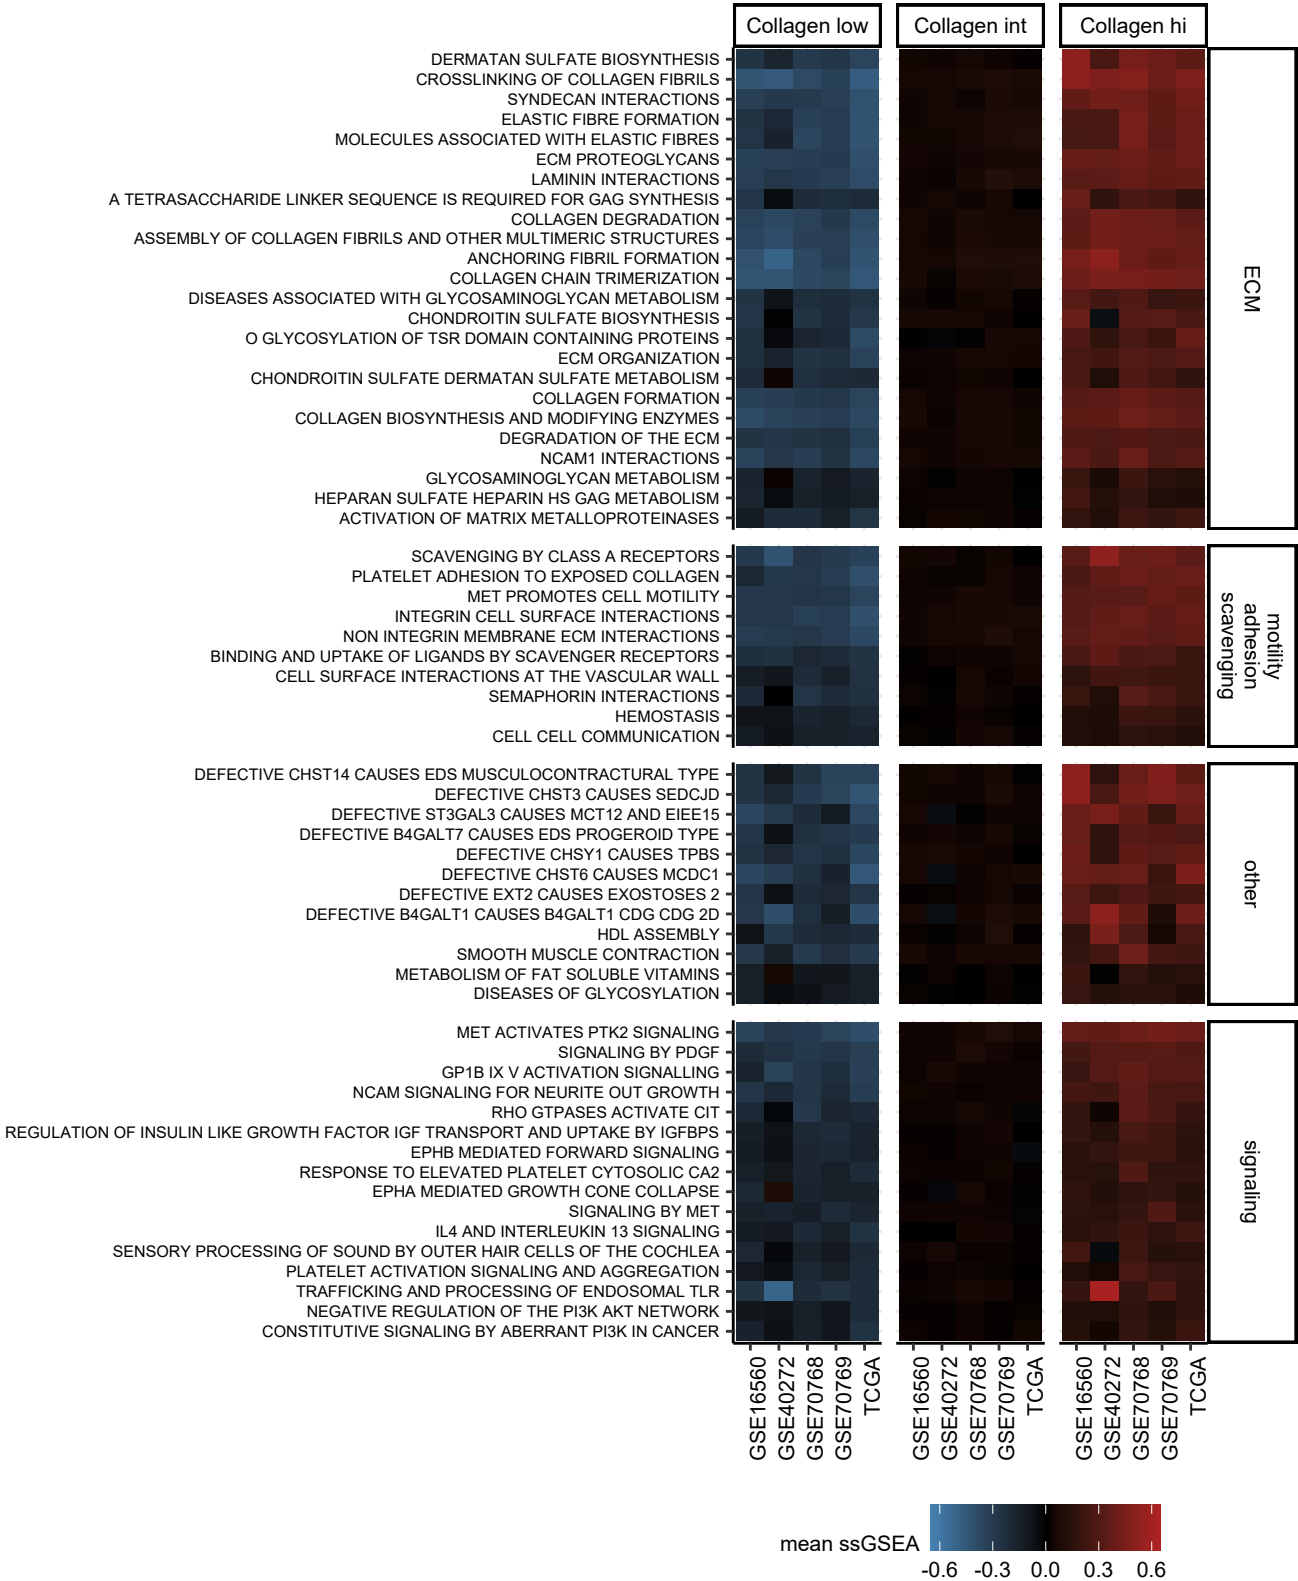 Collagen low
Collagen int
Collagen hi
DERMATAN SULFATE BIOSYNTHESIS
CROSSLINKING OF COLLAGEN FIBRILS
SYNDECAN INTERACTIONS
ELASTIC FIBRE FORMATION
MOLECULES ASSOCIATED WITH ELASTIC FIBRES
ECM PROTEOGLYCANS
LAMININ INTERACTIONS
A TETRASACCHARIDE LINKER SEQUENCE IS REQUIRED FOR GAG SYNTHESIS
COLLAGEN DEGRADATION
ASSEMBLY OF COLLAGEN FIBRILS AND OTHER MULTIMERIC STRUCTURES
ANCHORING FIBRIL FORMATION
COLLAGEN CHAIN TRIMERIZATION
DISEASES ASSOCIATED WITH GLYCOSAMINOGLYCAN METABOLISM
CHONDROITIN SULFATE BIOSYNTHESIS
O GLYCOSYLATION OF TSR DOMAIN CONTAINING PROTEINS
ECM ORGANIZATION
CHONDROITIN SULFATE DERMATAN SULFATE METABOLISM
COLLAGEN FORMATION
COLLAGEN BIOSYNTHESIS AND MODIFYING ENZYMES
DEGRADATION OF THE ECM
NCAM1 INTERACTIONS
GLYCOSAMINOGLYCAN METABOLISM
HEPARAN SULFATE HEPARIN HS GAG METABOLISM
ACTIVATION OF MATRIX METALLOPROTEINASES
ECM
SCAVENGING BY CLASS A RECEPTORS
PLATELET ADHESION TO EXPOSED COLLAGEN
MET PROMOTES CELL MOTILITY
INTEGRIN CELL SURFACE INTERACTIONS
NON INTEGRIN MEMBRANE ECM INTERACTIONS
BINDING AND UPTAKE OF LIGANDS BY SCAVENGER RECEPTORS
CELL SURFACE INTERACTIONS AT THE VASCULAR WALL
SEMAPHORIN INTERACTIONS
HEMOSTASIS
CELL CELL COMMUNICATION
motility
adhesion
scavenging
DEFECTIVE CHST14 CAUSES EDS MUSCULOCONTRACTURAL TYPE
DEFECTIVE CHST3 CAUSES SEDCJD
DEFECTIVE ST3GAL3 CAUSES MCT12 AND EIEE15
DEFECTIVE B4GALT7 CAUSES EDS PROGEROID TYPE
DEFECTIVE CHSY1 CAUSES TPBS
DEFECTIVE CHST6 CAUSES MCDC1
DEFECTIVE EXT2 CAUSES EXOSTOSES 2
DEFECTIVE B4GALT1 CAUSES B4GALT1 CDG CDG 2D
HDL ASSEMBLY
SMOOTH MUSCLE CONTRACTION
METABOLISM OF FAT SOLUBLE VITAMINS
DISEASES OF GLYCOSYLATION
other
MET ACTIVATES PTK2 SIGNALING
SIGNALING BY PDGF
GP1B IX V ACTIVATION SIGNALLING
NCAM SIGNALING FOR NEURITE OUT GROWTH
RHO GTPASES ACTIVATE CIT
REGULATION OF INSULIN LIKE GROWTH FACTOR IGF TRANSPORT AND UPTAKE BY IGFBPS
EPHB MEDIATED FORWARD SIGNALING
RESPONSE TO ELEVATED PLATELET CYTOSOLIC CA2
EPHA MEDIATED GROWTH CONE COLLAPSE
SIGNALING BY MET
IL4 AND INTERLEUKIN 13 SIGNALING
SENSORY PROCESSING OF SOUND BY OUTER HAIR CELLS OF THE COCHLEA
PLATELET ACTIVATION SIGNALING AND AGGREGATION
TRAFFICKING AND PROCESSING OF ENDOSOMAL TLR
NEGATIVE REGULATION OF THE PI3K AKT NETWORK
CONSTITUTIVE SIGNALING BY ABERRANT PI3K IN CANCER
signaling
GSE16560
GSE40272
GSE70768
GSE70769
TCGA
GSE16560
GSE40272
GSE70768
GSE70769
TCGA
GSE16560
GSE40272
GSE70768
GSE70769
TCGA
mean ssGSEA
-0.6 -0.3 0.0 0.3 0.6